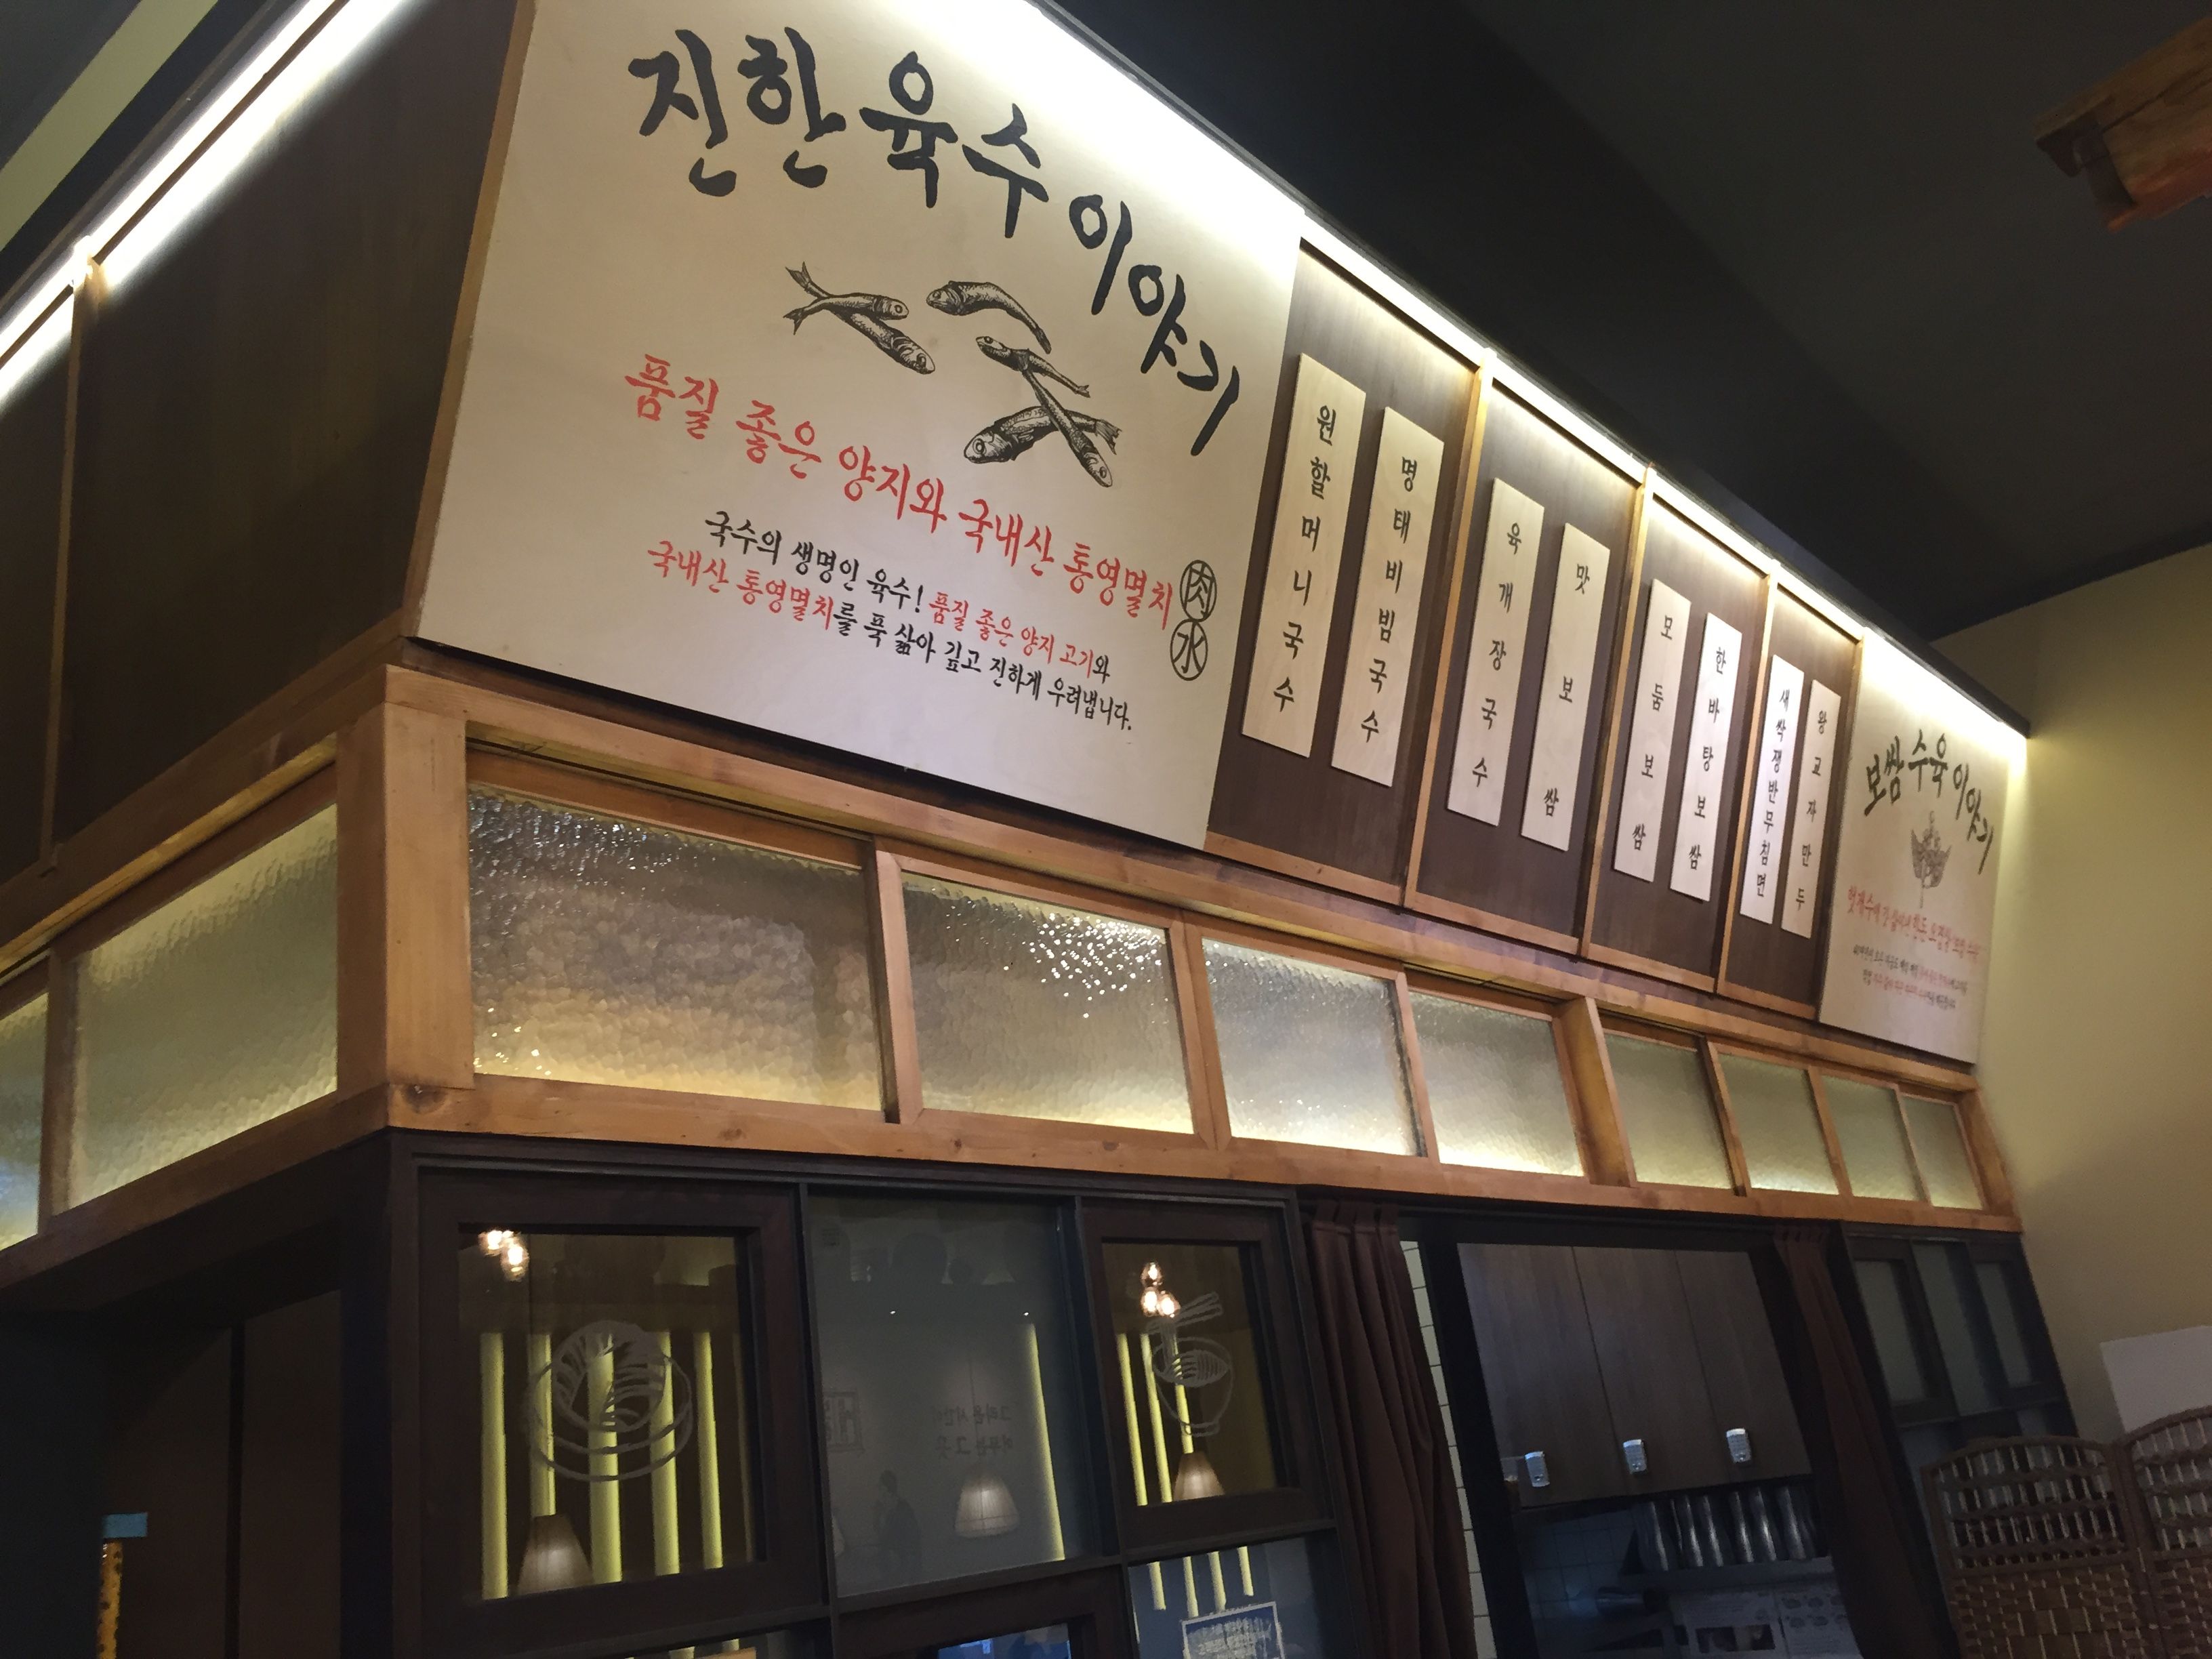 진한 육수 이야기
품질 좋은 양지와 국내산 통영멸치
肉水
국수의 생명인 육수! 품질 좋은 양지 고기와
국내산 통영멸치를 푹 삶아 깊고 진하게 우려냅니다.
원할머니국수
명태비빔국수
육개장국수
맛보쌈
모둠보쌈
한바탕보쌈
새싹쟁반무침면
왕교자만두
보쌈수육 이야기